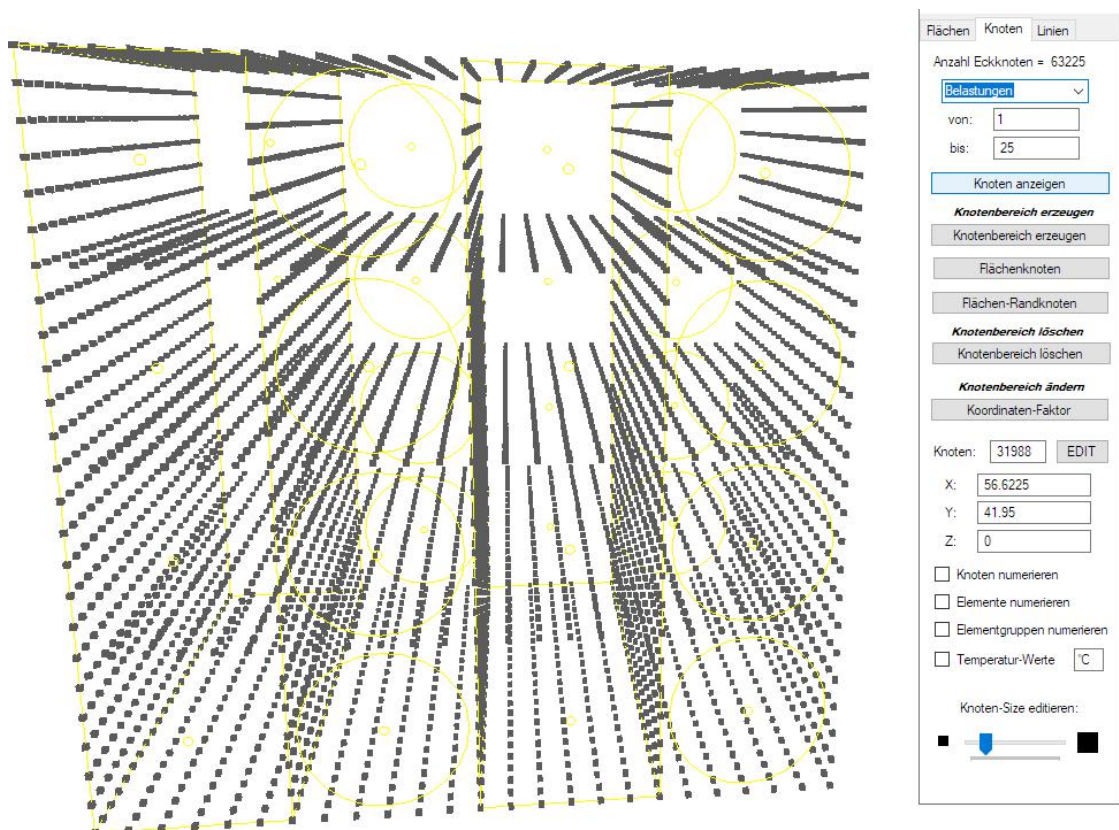 Flächen Knoten Linien
Anzahl Eckknoten = 63225
Belastungen
von: 1
bis: 25
Knoten anzeigen
Knotenbereich erzeugen
Knotenbereich erzeugen
Flächenknoten
Flächen-Randknoten
Knotenbereich löschen
Knotenbereich löschen
Knotenbereich ändern
Koordinaten-Faktor
Knoten: 31988 EDIT
X: 56.6225
Y: 41.95
Z: 0
Knoten numerieren
Elemente numerieren
Elementgruppen numerieren
Temperatur-Werte °C
Knoten-Size editieren: